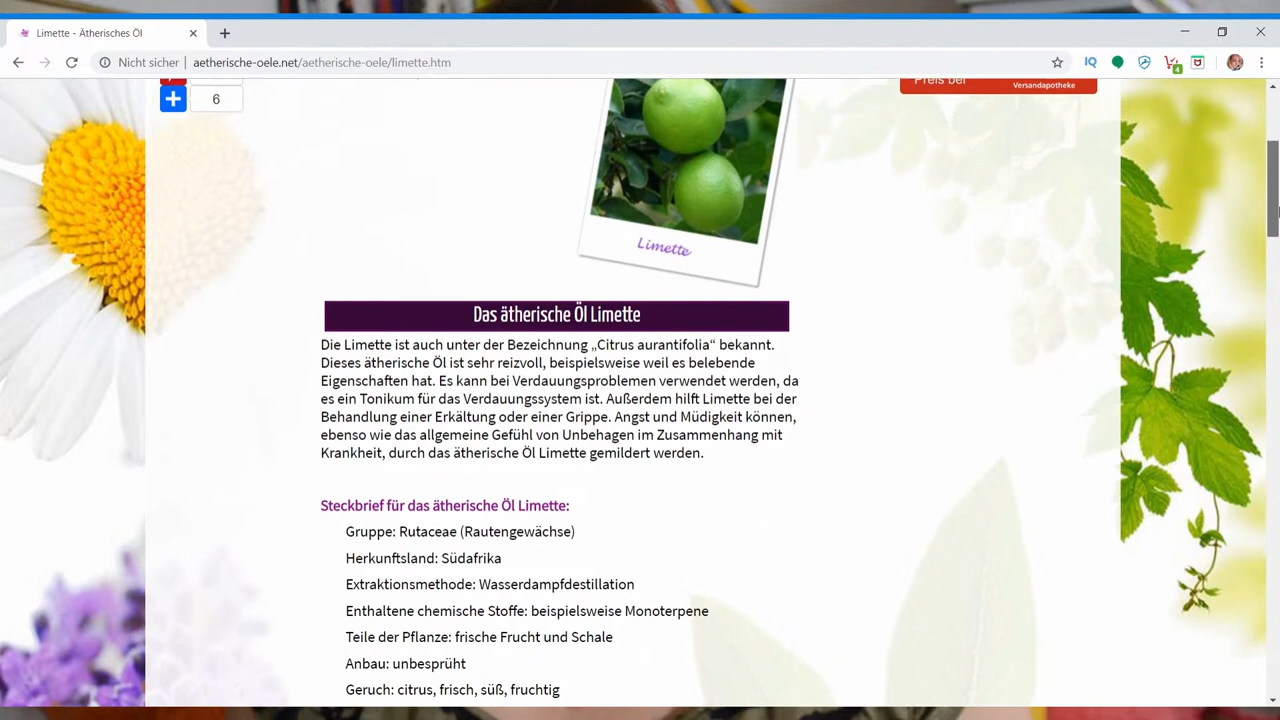 Limette - Ätherisches Öl
Nicht sicher | aetherische-oele.net/aetherische-oele/limette.htm
IQ
4
6
Preis bei
Versandapotheke
Limette
Das ätherische Öl Limette
Die Limette ist auch unter der Bezeichnung „Citrus aurantifolia“ bekannt.
Dieses ätherische Öl ist sehr reizvoll, beispielsweise weil es belebende
Eigenschaften hat. Es kann bei Verdauungsproblemen verwendet werden, da
es ein Tonikum für das Verdauungssystem ist. Außerdem hilft Limette bei der
Behandlung einer Erkältung oder einer Grippe. Angst und Müdigkeit können,
ebenso wie das allgemeine Gefühl von Unbehagen im Zusammenhang mit
Krankheit, durch das ätherische Öl Limette gemildert werden.
Steckbrief für das ätherische Öl Limette:
Gruppe: Rutaceae (Rautengewächse)
Herkunftsland: Südafrika
Extraktionsmethode: Wasserdampfdestillation
Enthaltene chemische Stoffe: beispielsweise Monoterpene
Teile der Pflanze: frische Frucht und Schale
Anbau: unbesprüht
Geruch: citrus, frisch, süß, fruchtig